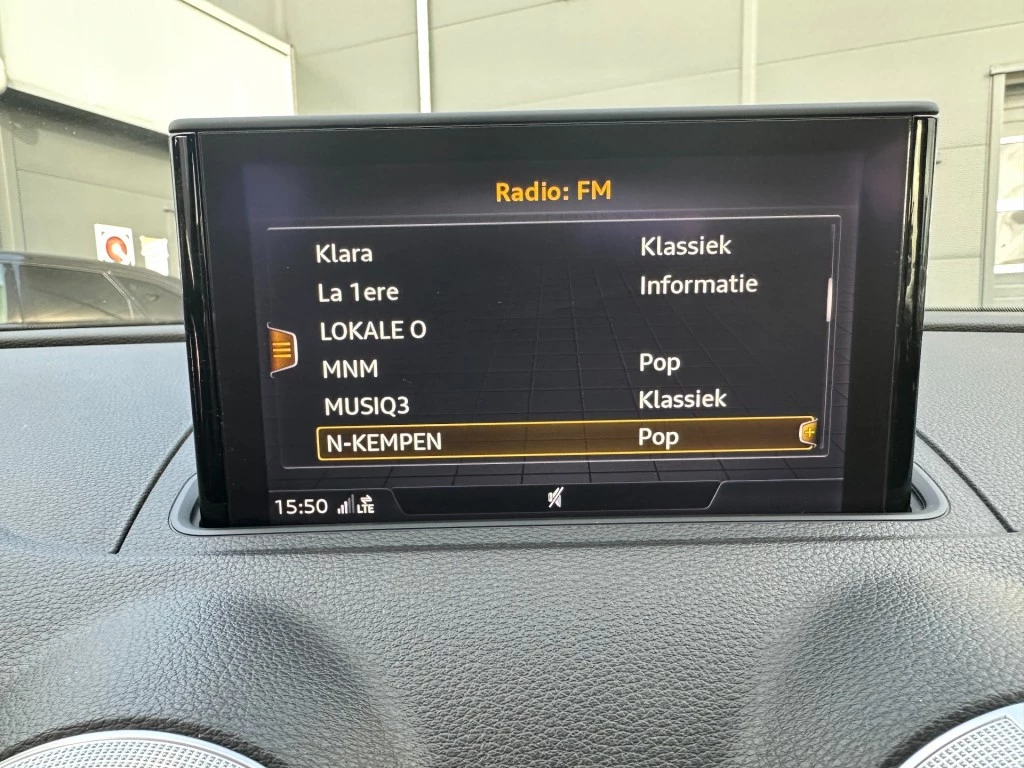 Radio: FM
Klara Klassiek
La 1ere Informatie
LOKALE O
MNM Pop
MUSIQ3 Klassiek
N-KEMPEN Pop
15:50 LTE